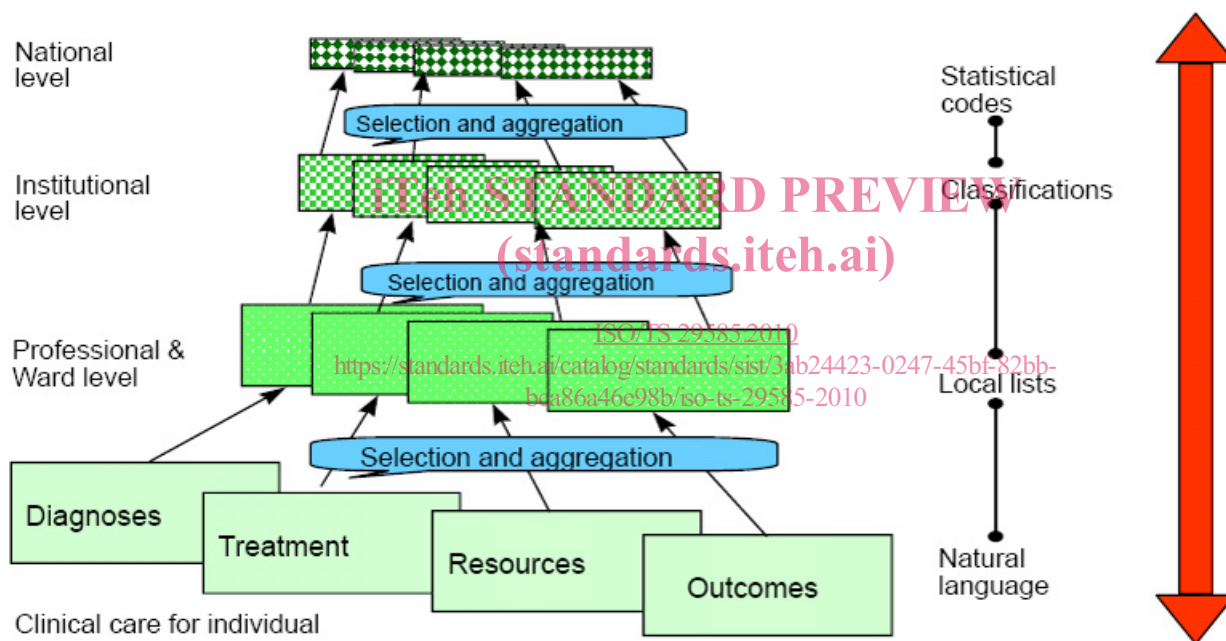 National
level
Statistical
codes
Selection and aggregation
Institutional
level
Classifications
iTeh STANDARD PREVIEW
(standards.iteh.ai)
Selection and aggregation
ISO/TS 29585:2010
Professional &
Ward level
https://standards.iteh.ai/catalog/standards/sist/3ab24423-0247-45bf-82bb-
bca86a46e98b/iso-ts-29585-2010
Local lists
Selection and aggregation
Diagnoses
Treatment
Resources
Outcomes
Natural
language
Clinical care for individual